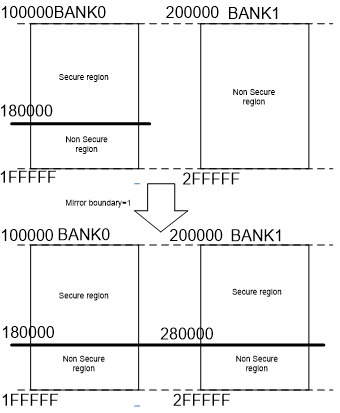 100000BANK0
200000 BANK1
Secure region
Non Secure
region
180000
Non Secure
region
1FFFFF
2FFFFF
Mirror boundary=1
100000 BANK0
200000 BANK1
Secure region
Secure region
180000
280000
Non Secure
region
Non Secure
region
1FFFFF
2FFFFF